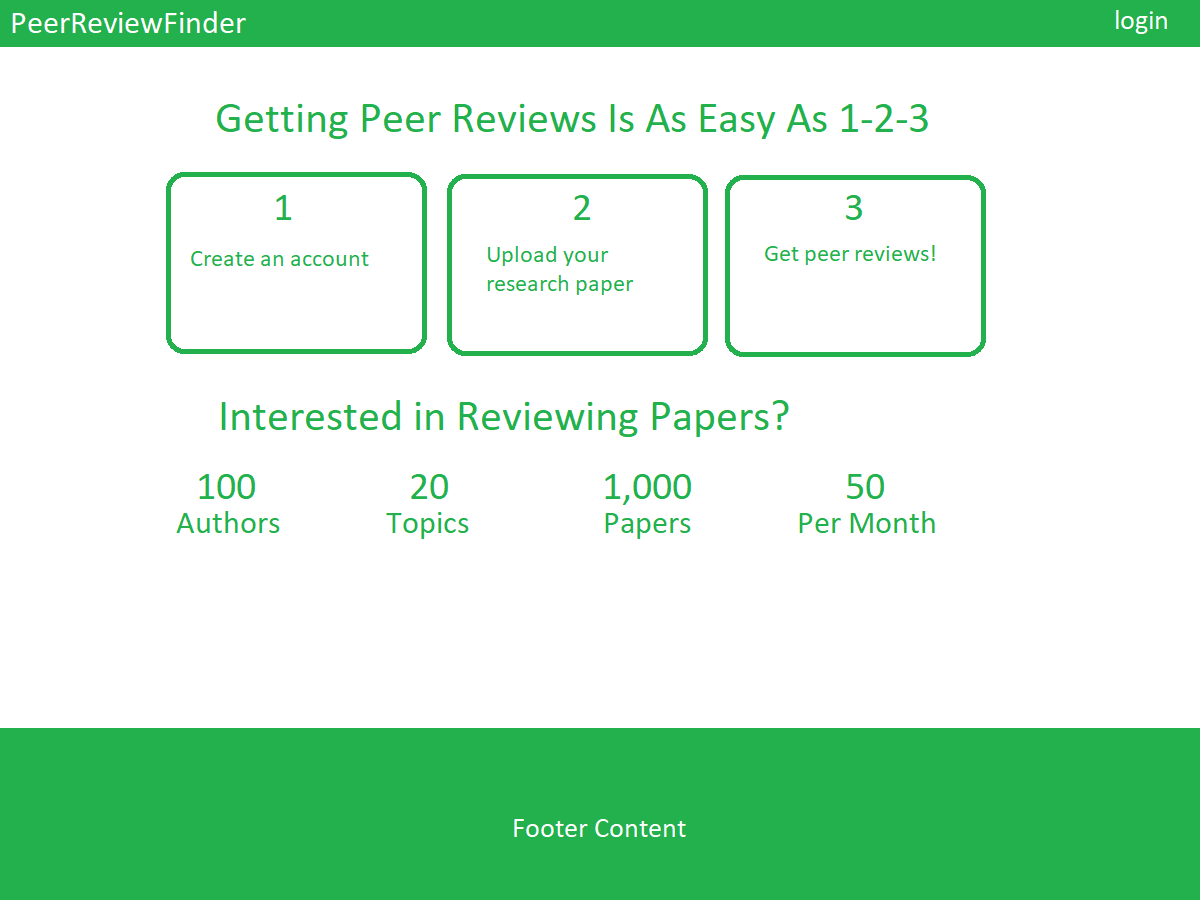 PeerReviewFinder
login
Getting Peer Reviews Is As Easy As 1-2-3
1
Create an account
2
Upload your
research paper
3
Get peer reviews!
Interested in Reviewing Papers?
100
Authors
20
Topics
1,000
Papers
50
Per Month
Footer Content